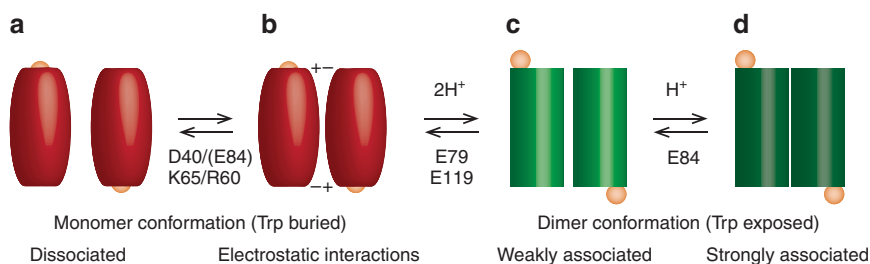 a
b
c
d
+−
2H+
H+
D40/(E84)
K65/R60
E79
E119
E84
−+
Monomer conformation (Trp buried)
Dimer conformation (Trp exposed)
Dissociated
Electrostatic interactions
Weakly associated
Strongly associated